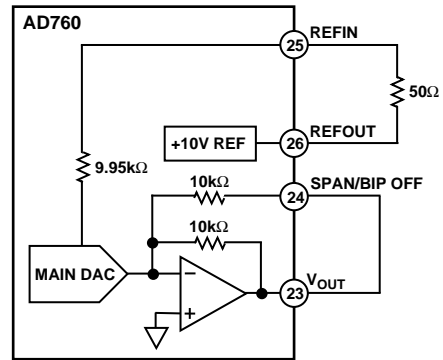 AD760
25
REFIN
50Ω
+10V REF
26
REFOUT
9.95kΩ
10kΩ
24
SPAN/BIP OFF
10kΩ
MAIN DAC
−
+
23
VOUT